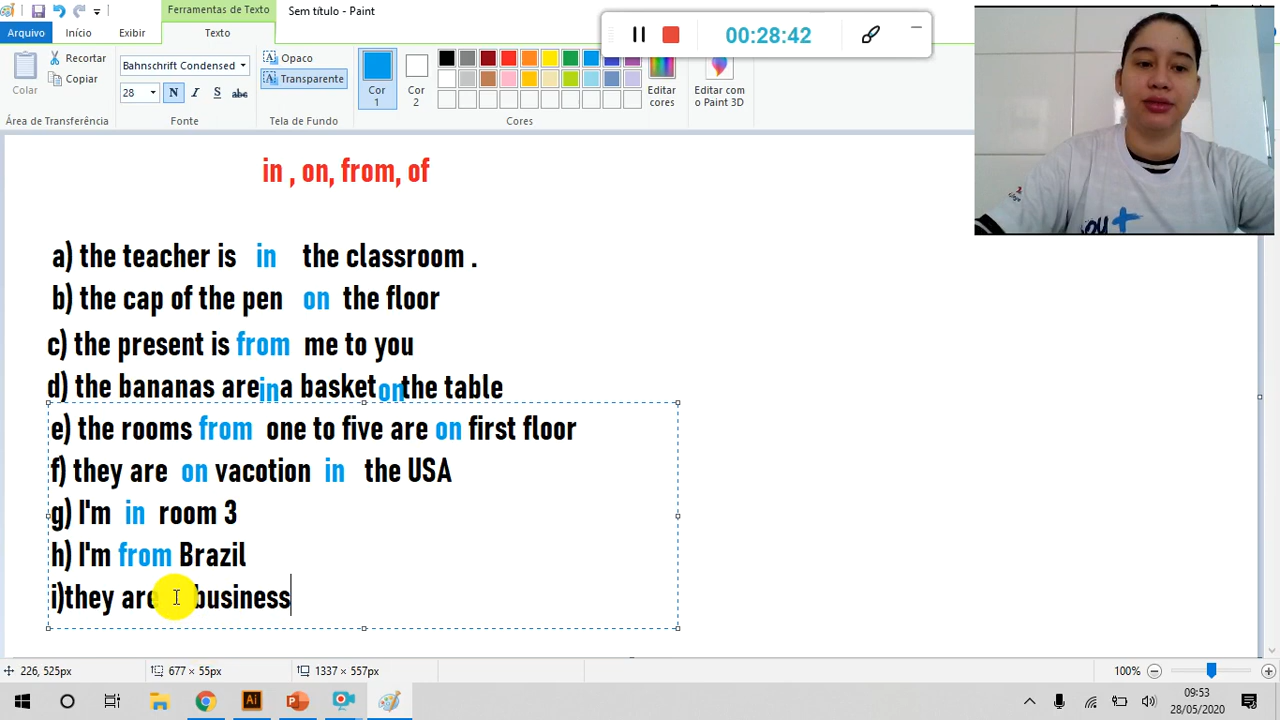 Ferramentas de Texto
Sem título - Paint
Arquivo Início Exibir Texto
00:28:42
Colar
Recortar
Copiar
Bahnschrift Condensed
28 N I S abc
Opaco
Transparente
Cor 1
Cor 2
Editar cores
Editar com o Paint 3D
Área de Transferência Fonte Tela de Fundo Cores
in , on, from, of
a) the teacher is in the classroom .
b) the cap of the pen on the floor
c) the present is from me to you
d) the bananas are in a basket on the table
e) the rooms from one to five are on first floor
f) they are on vacotion in the USA
g) I'm in room 3
h) I'm from Brazil
i)they are business
226, 525px 677 × 55px 1337 × 557px 100%
Ai
09:53
28/05/2020